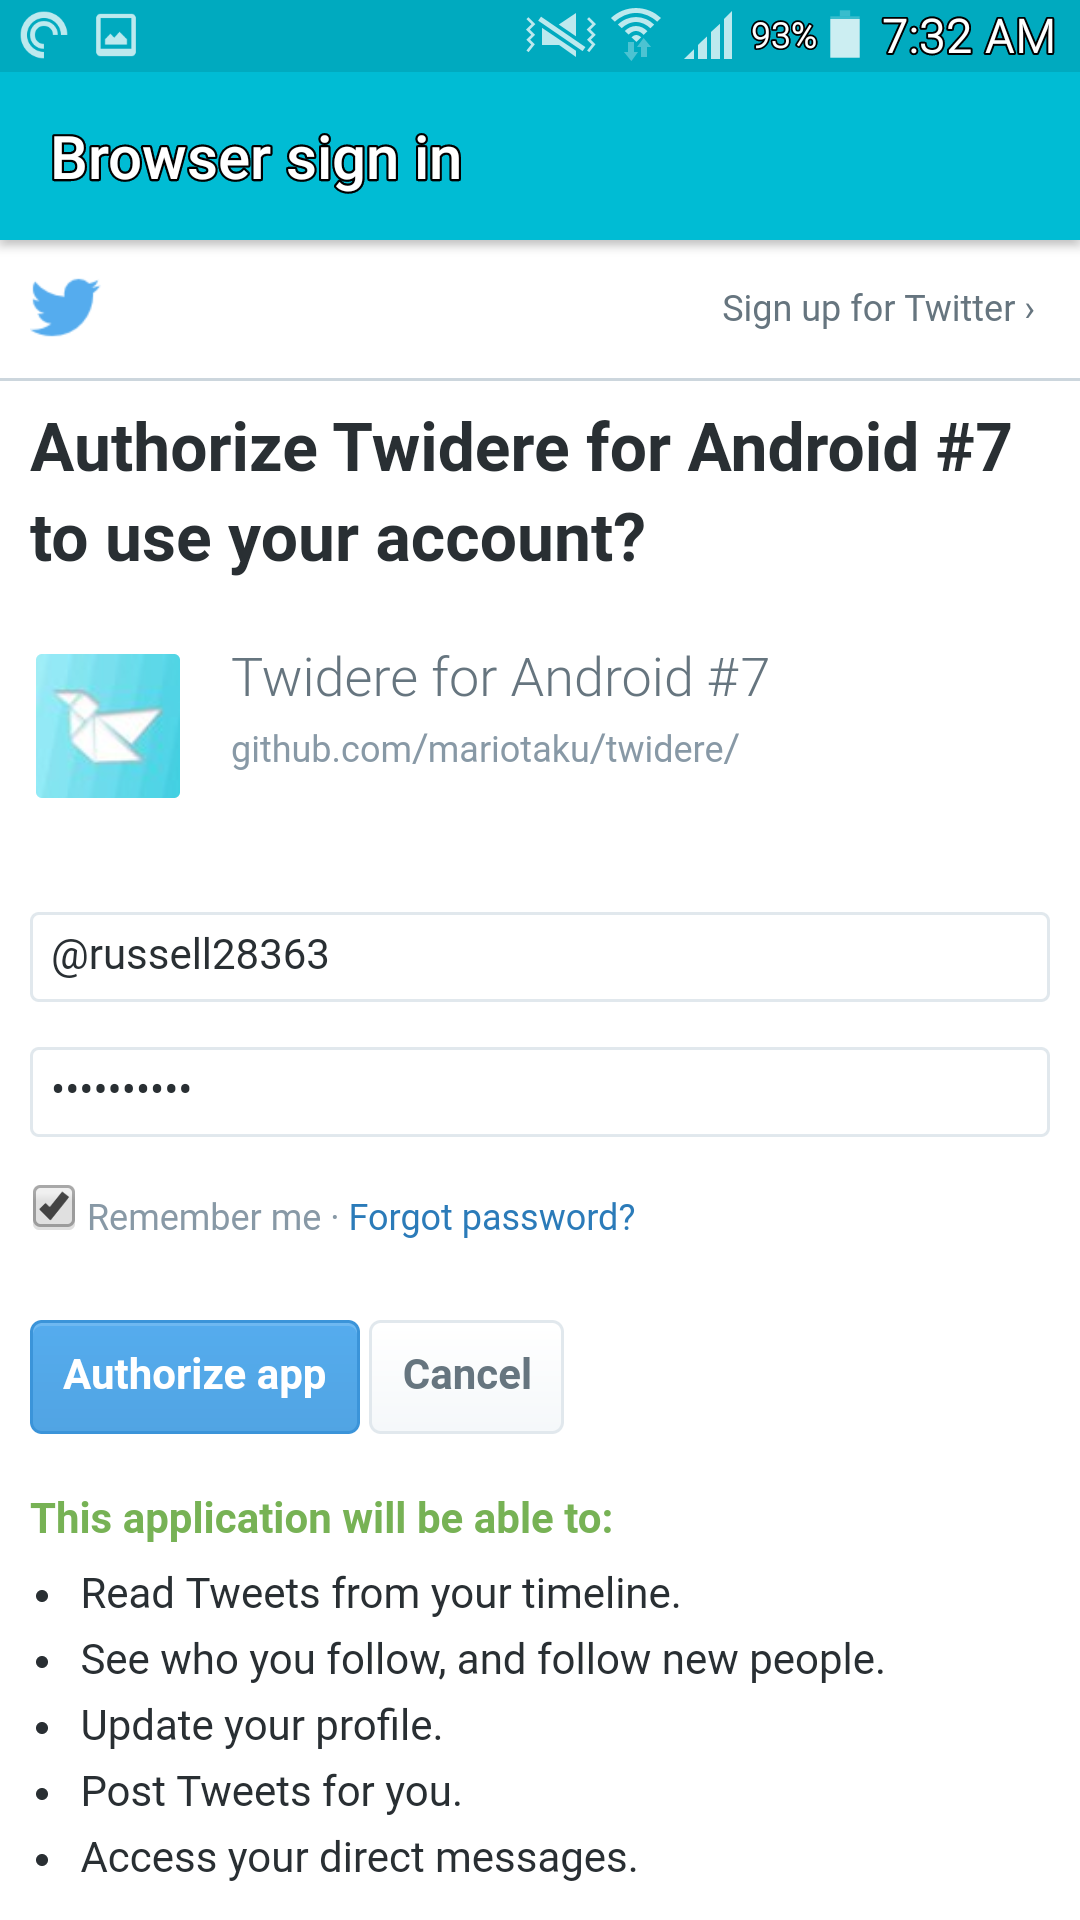 93% 7:32 AM
Browser sign in
Sign up for Twitter ›
Authorize Twidere for Android #7
to use your account?
Twidere for Android #7
github.com/mariotaku/twidere/
@russell28363
••••••••••
Remember me · Forgot password?
Authorize app Cancel
This application will be able to:
• Read Tweets from your timeline.
• See who you follow, and follow new people.
• Update your profile.
• Post Tweets for you.
• Access your direct messages.